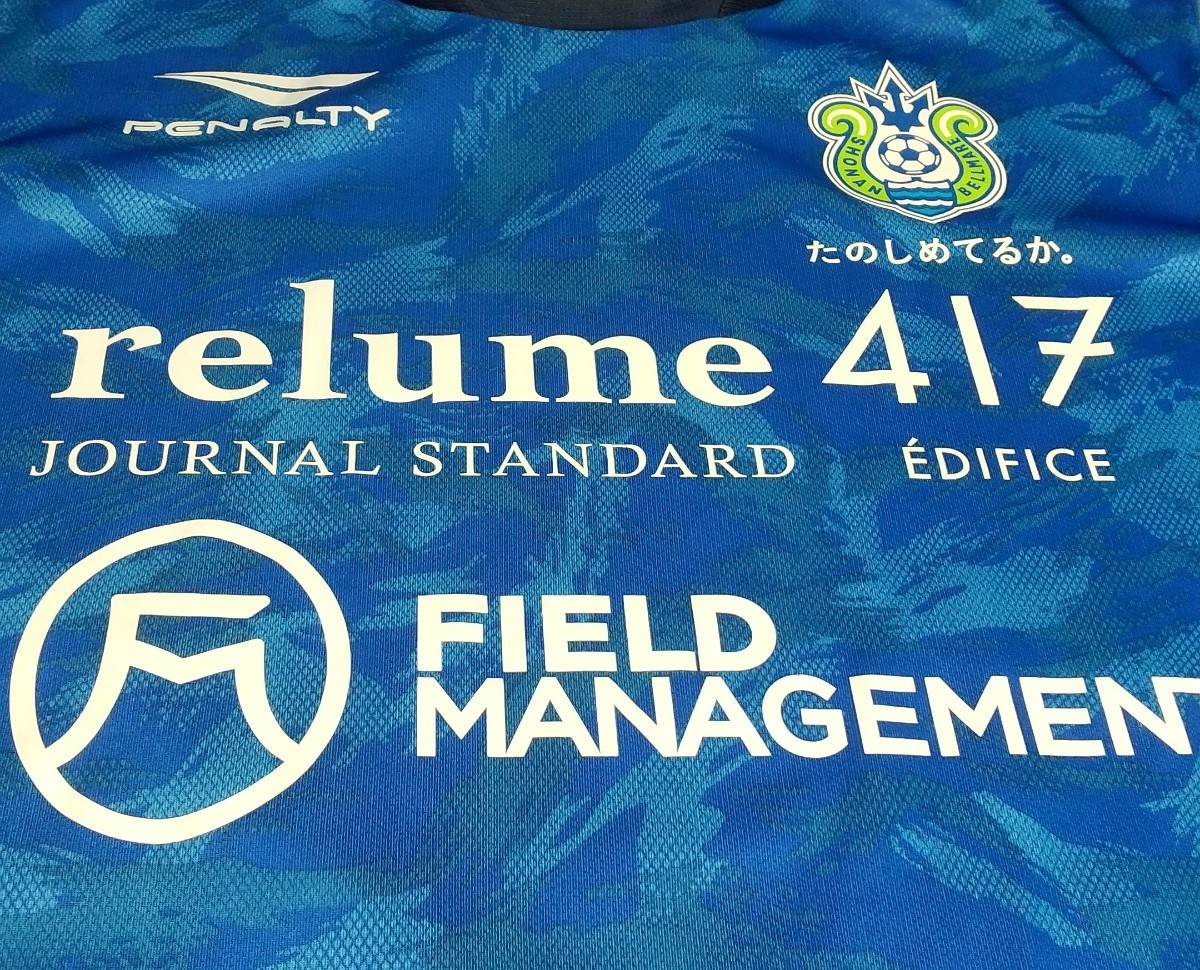 PENALTY
SHONAN BELLMARE
たのしめてるか。
relume 417
JOURNAL STANDARD ÉDIFICE
FIELD
MANAGEMENT